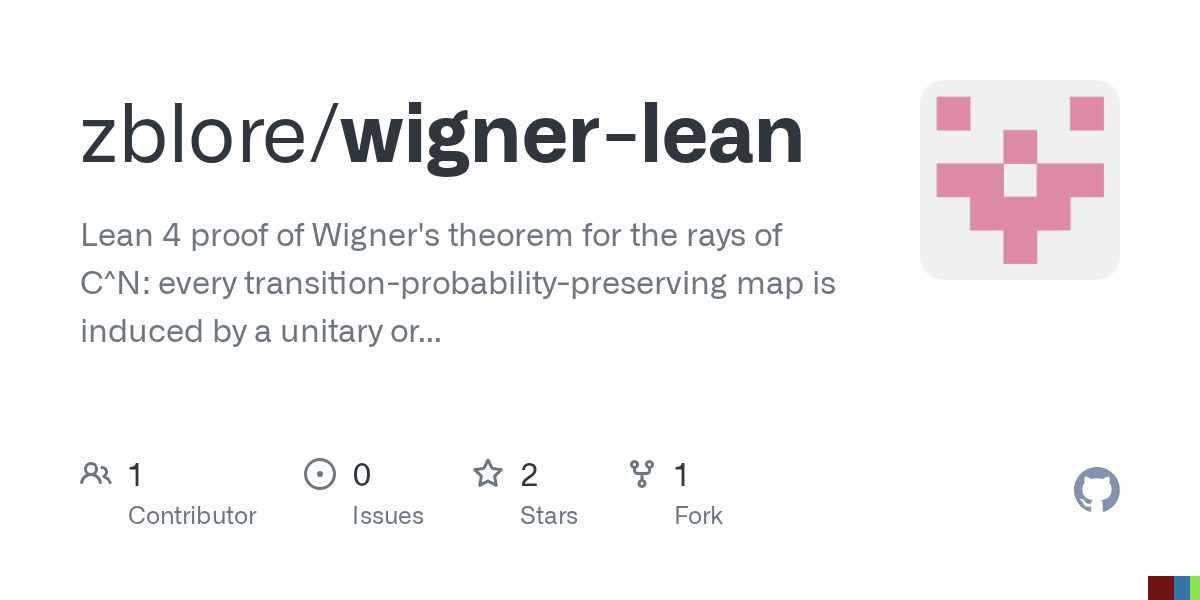 zblore/wigner-lean
Lean 4 proof of Wigner's theorem for the rays of
C^N: every transition-probability-preserving map is
induced by a unitary or...
1
Contributor
0
Issues
2
Stars
1
Fork